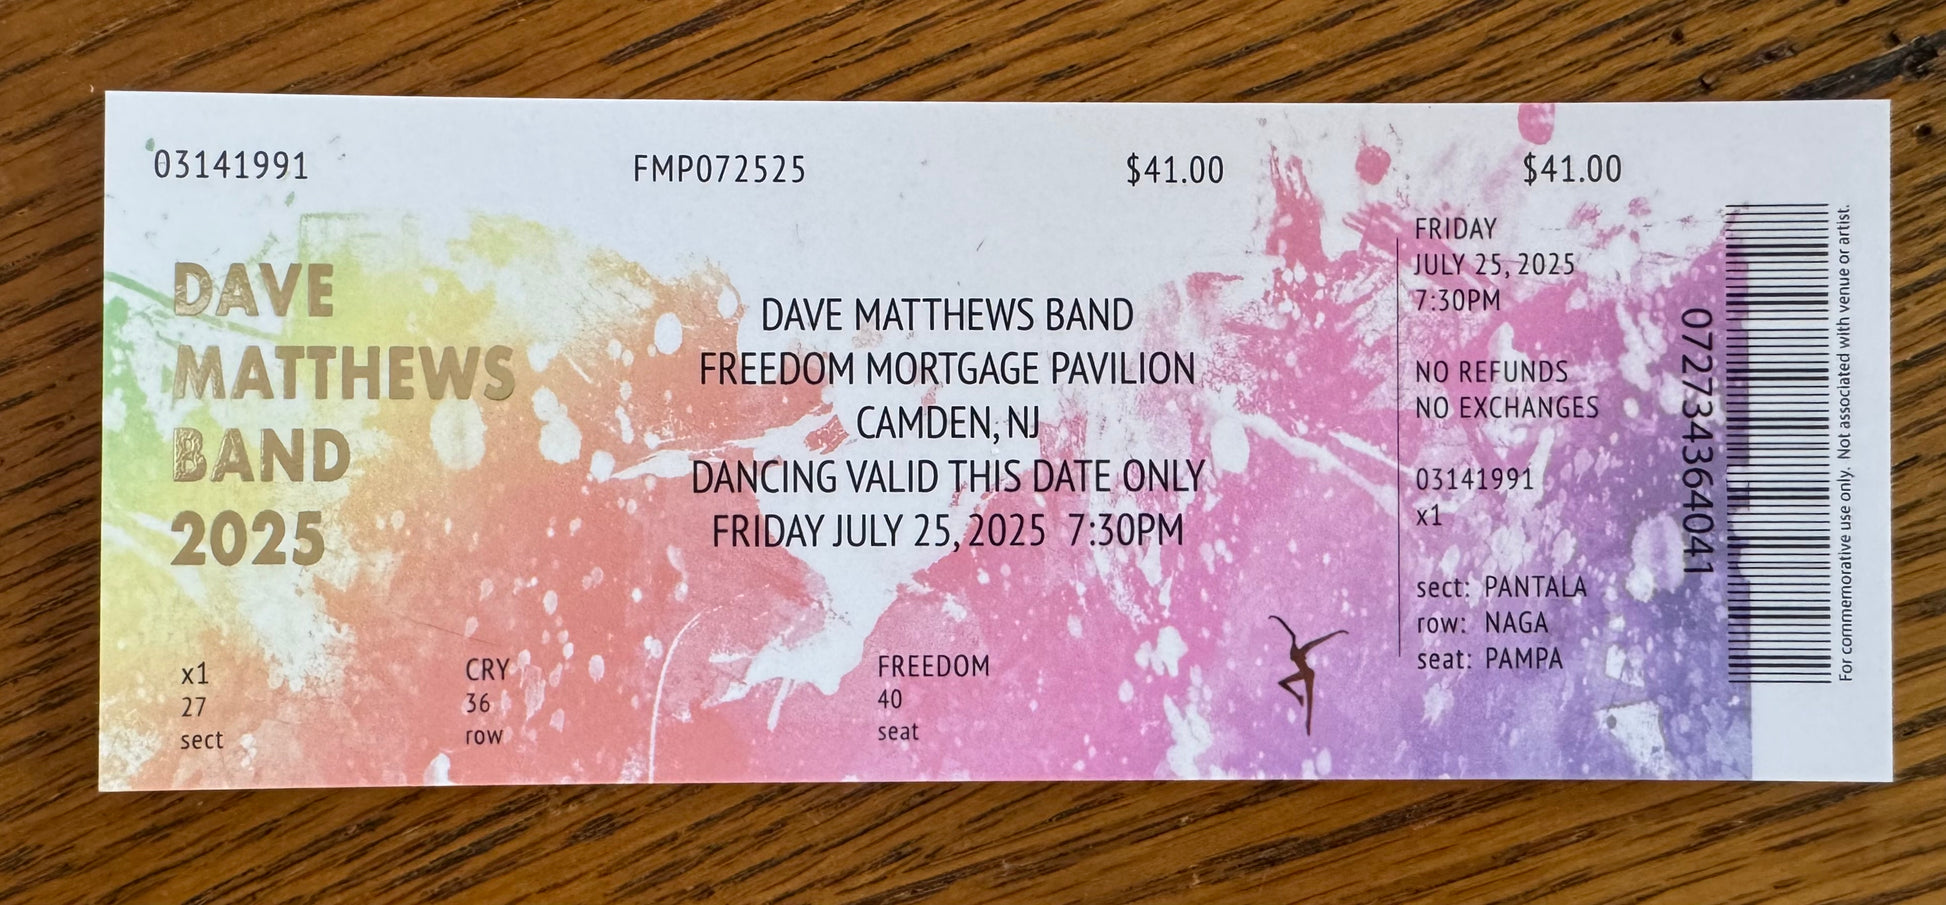 03141991
FMP072525
$41.00
$41.00
DAVE
MATTHEWS
BAND
2025
DAVE MATTHEWS BAND
FREEDOM MORTGAGE PAVILION
CAMDEN, NJ
DANCING VALID THIS DATE ONLY
FRIDAY JULY 25, 2025 7:30PM
x1
27
sect
CRY
36
row
FREEDOM
40
seat
FRIDAY
JULY 25, 2025
7:30PM
NO REFUNDS
NO EXCHANGES
03141991
x1
sect: PANTALA
row: NAGA
seat: PAMPA
072734364041
For commemorative use only. Not associated with venue or artist.